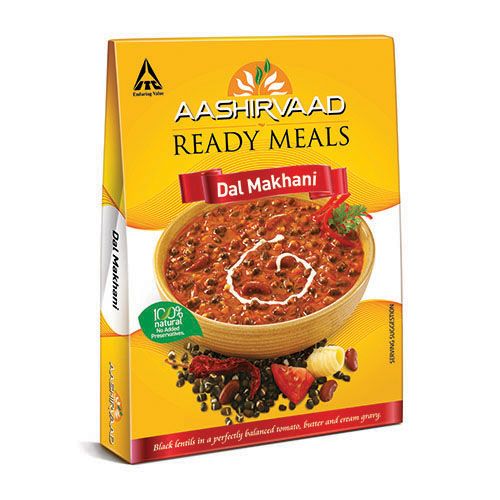 ITC
Enduring Value
AASHIRVAAD
READY MEALS
Dal Makhani
100%
natural
No Added
Preservatives.
SERVING SUGGESTION
Black lentils in a perfectly balanced tomato, butter and cream gravy.
Dal Makhani
AASHIRVAAD